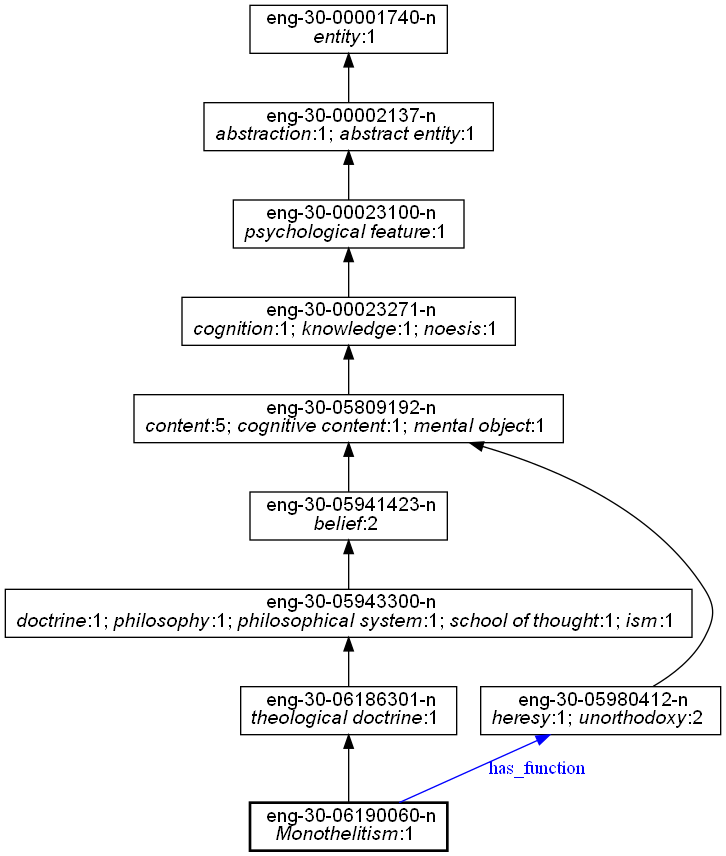 eng-30-00001740-n
entity:1
eng-30-00002137-n
abstraction:1; abstract entity:1
eng-30-00023100-n
psychological feature:1
eng-30-00023271-n
cognition:1; knowledge:1; noesis:1
eng-30-05809192-n
content:5; cognitive content:1; mental object:1
eng-30-05941423-n
belief:2
eng-30-05943300-n
doctrine:1; philosophy:1; philosophical system:1; school of thought:1; ism:1
eng-30-06186301-n
theological doctrine:1
eng-30-05980412-n
heresy:1; unorthodoxy:2
has_function
eng-30-06190060-n
Monothelitism:1